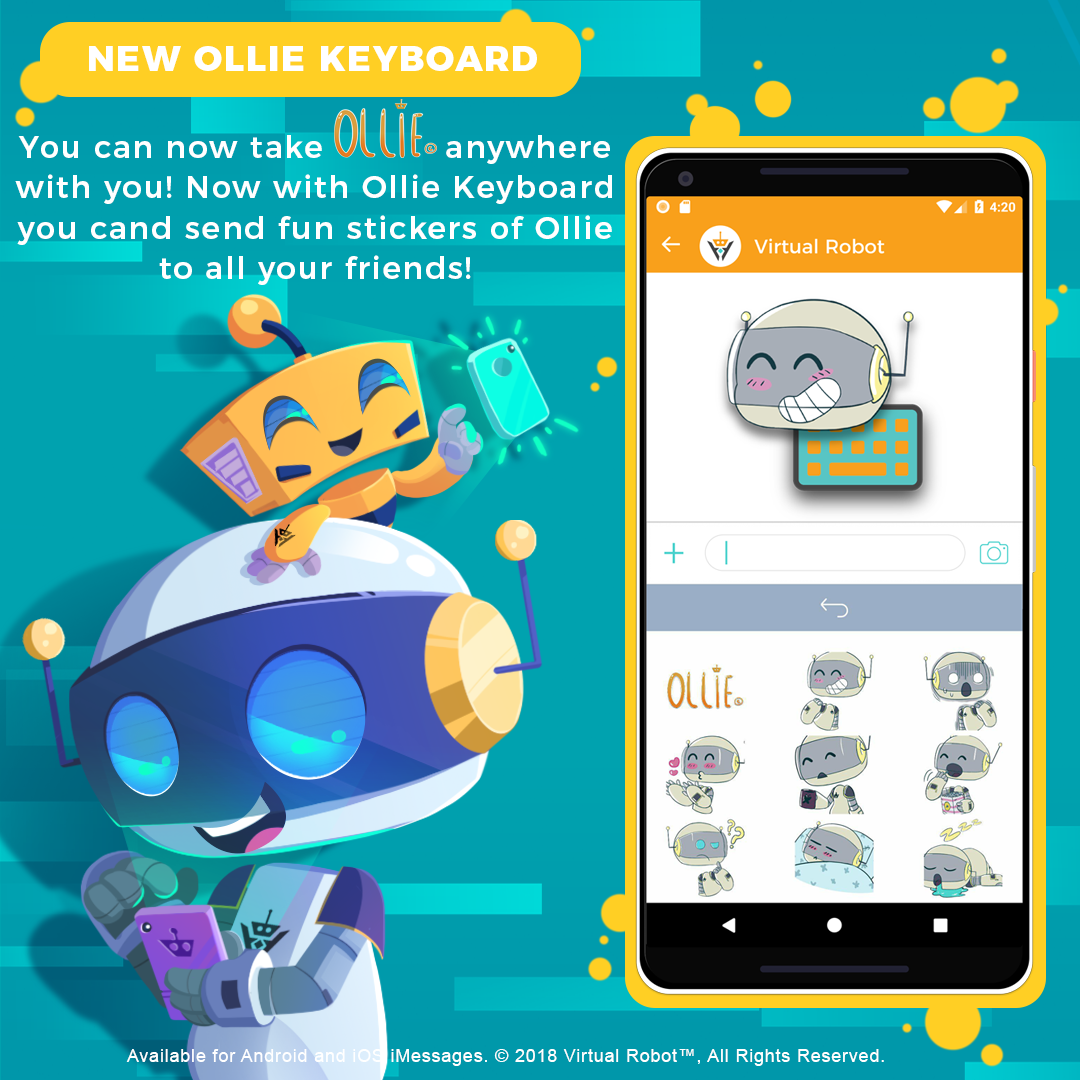 NEW OLLIE KEYBOARD
You can now take OLLIE anywhere
with you! Now with Ollie Keyboard
you cand send fun stickers of Ollie
to all your friends!
4:20
Virtual Robot
OLLIE
Available for Android and iOS iMessages. © 2018 Virtual Robot™, All Rights Reserved.